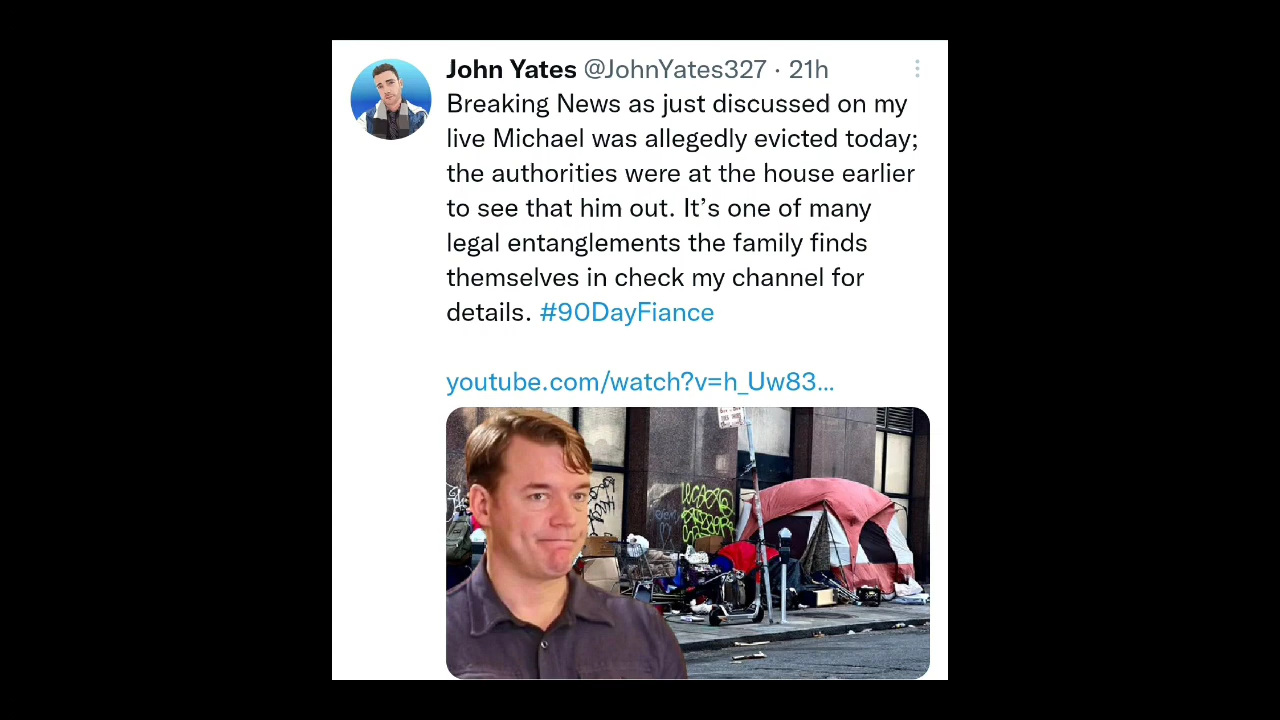 John Yates @JohnYates327 · 21h
Breaking News as just discussed on my
live Michael was allegedly evicted today;
the authorities were at the house earlier
to see that him out. It’s one of many
legal entanglements the family finds
themselves in check my channel for
details. #90DayFiance
youtube.com/watch?v=h_Uw83...